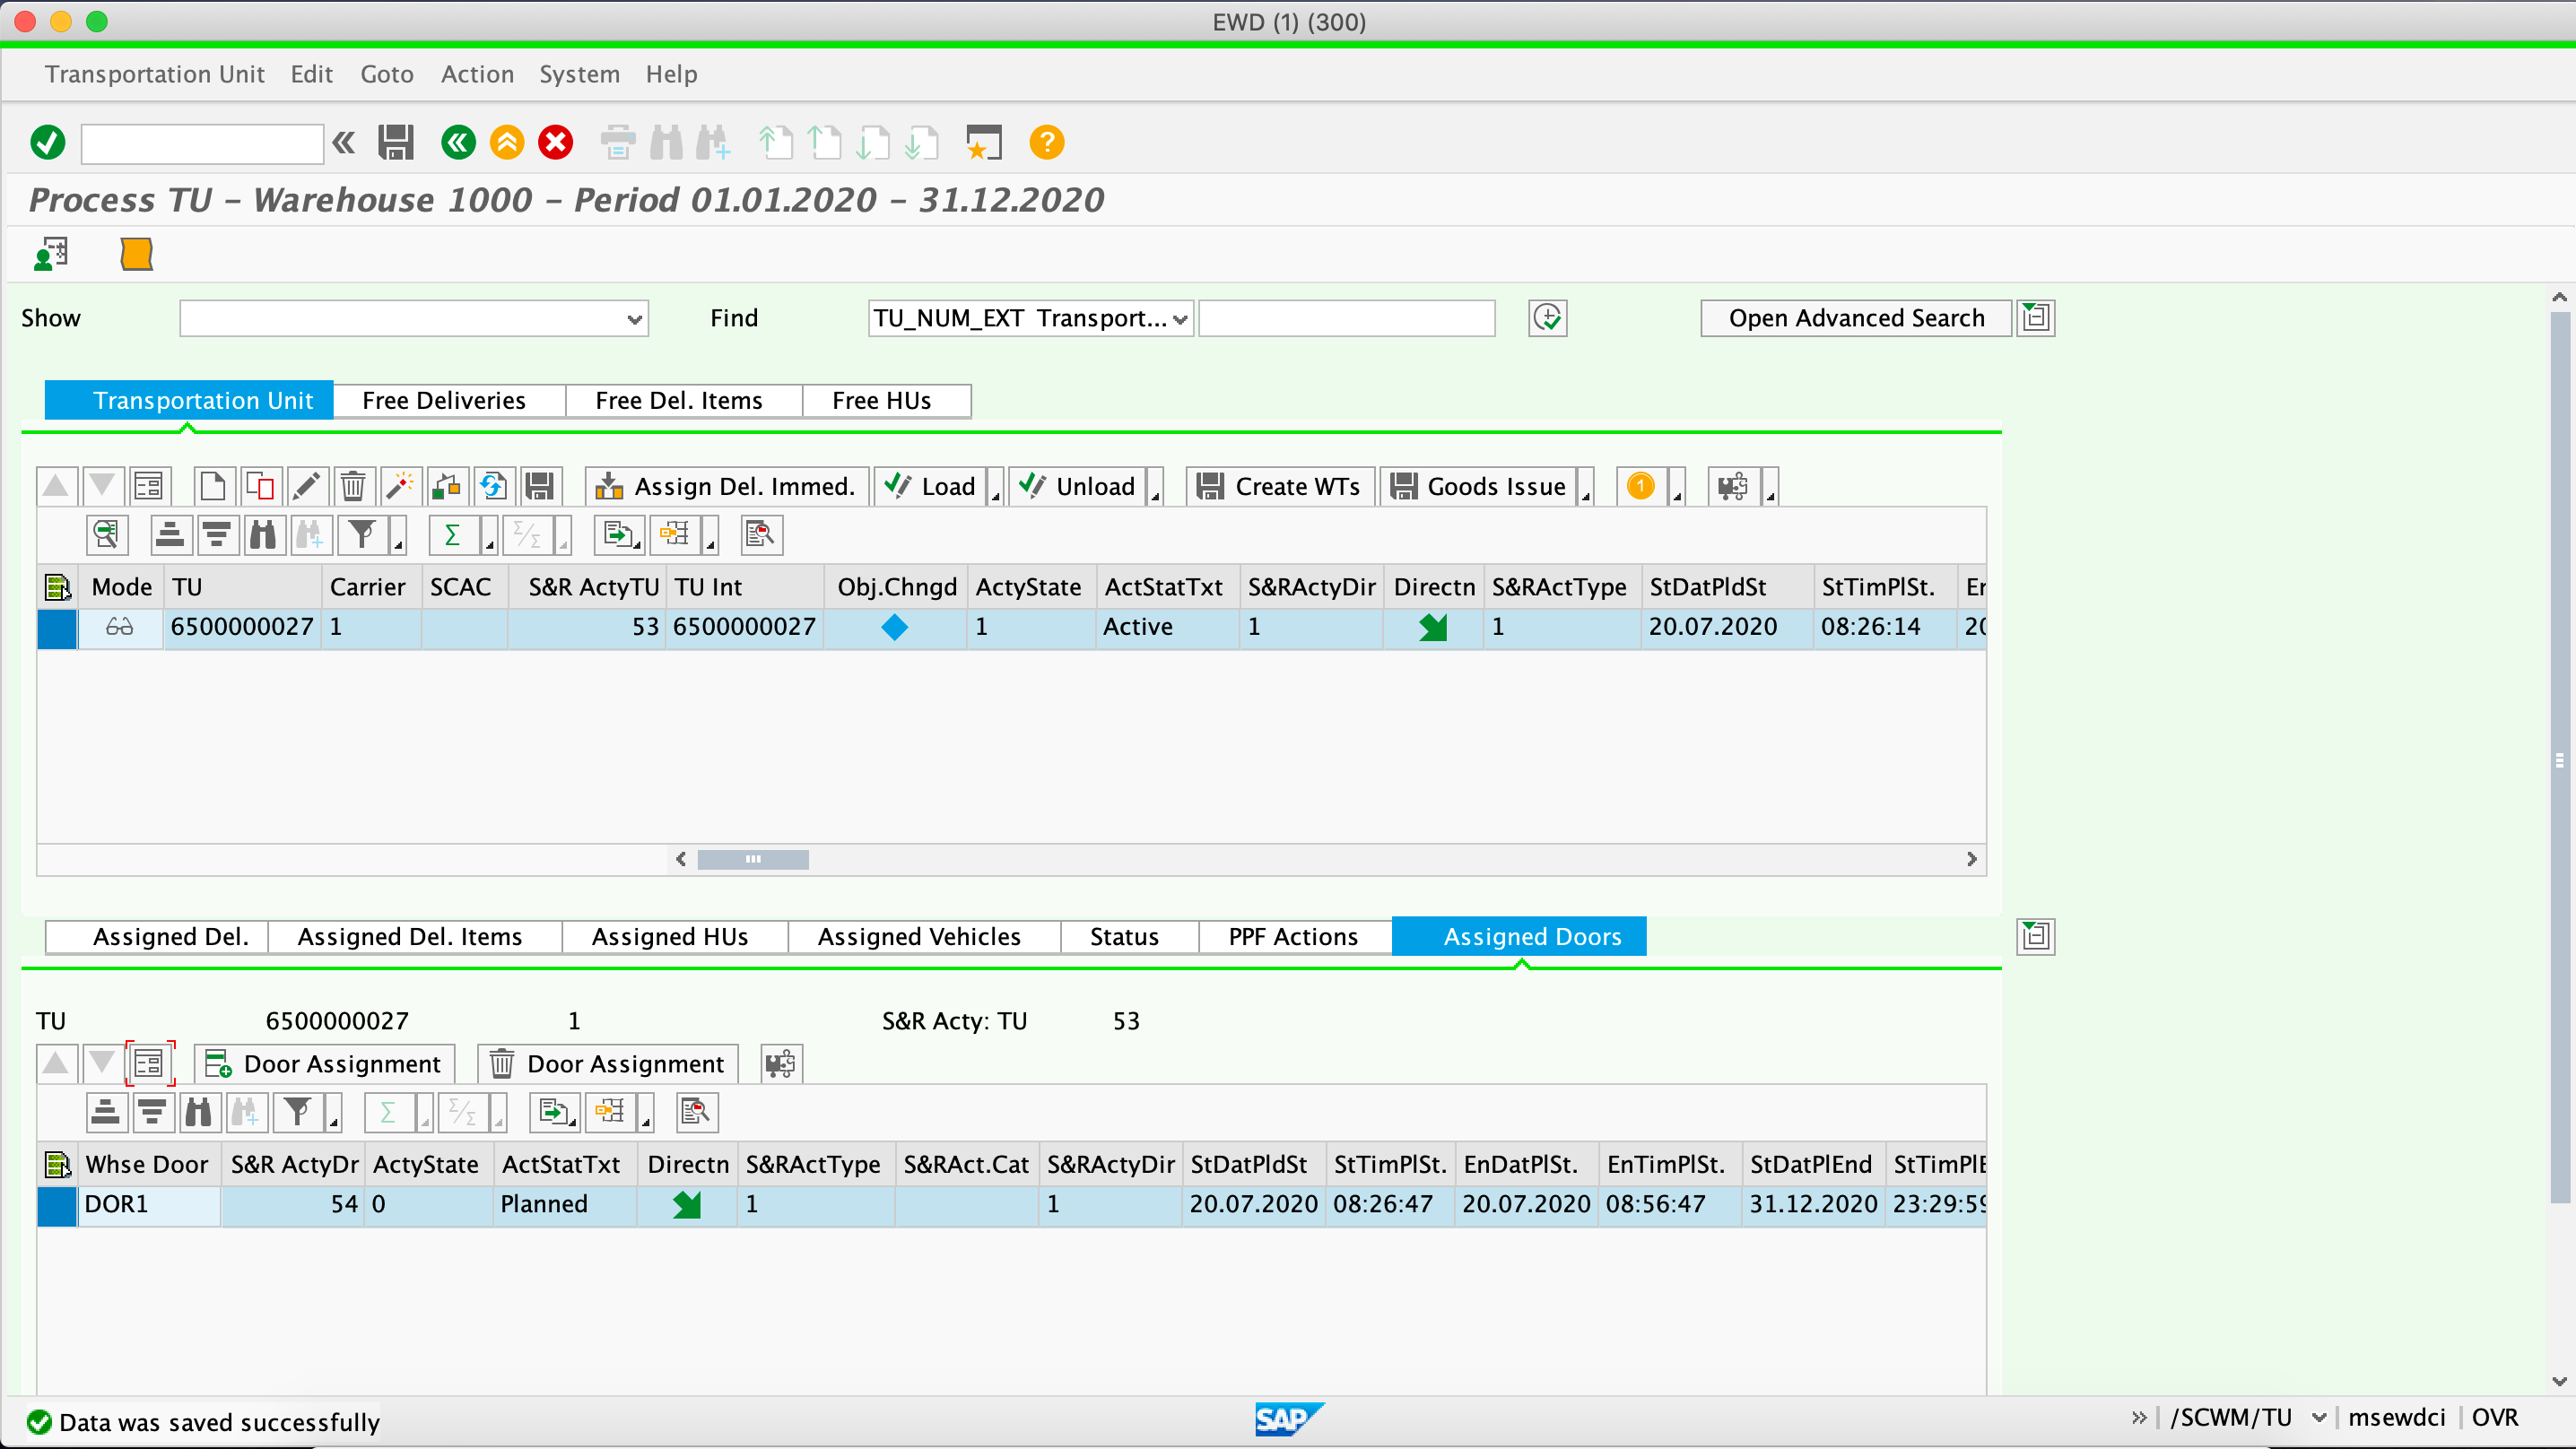 EWD (1) (300)
Transportation Unit Edit Goto Action System Help
Process TU - Warehouse 1000 - Period 01.01.2020 - 31.12.2020
Show Find TU_NUM_EXT Transport... Open Advanced Search
Transportation Unit Free Deliveries Free Del. Items Free HUs
Assign Del. Immed. Load Unload Create WTs Goods Issue 1
Mode TU Carrier SCAC S&R ActyTU TU Int Obj.Chngd ActyState ActStatTxt S&RActyDir Directn S&RActType StDatPldSt StTimPlSt. Er
6500000027 1 53 6500000027 1 Active 1 1 20.07.2020 08:26:14 20
Assigned Del. Assigned Del. Items Assigned HUs Assigned Vehicles Status PPF Actions Assigned Doors
TU 6500000027 1 S&R Acty: TU 53
Door Assignment Door Assignment
Whse Door S&R ActyDr ActyState ActStatTxt Directn S&RActType S&RAct.Cat S&RActyDir StDatPldSt StTimPlSt. EnDatPlSt. EnTimPlSt. StDatPlEnd StTimPlE
DOR1 54 0 Planned 1 1 20.07.2020 08:26:47 20.07.2020 08:56:47 31.12.2020 23:29:59
Data was saved successfully SAP /SCWM/TU msewdci OVR